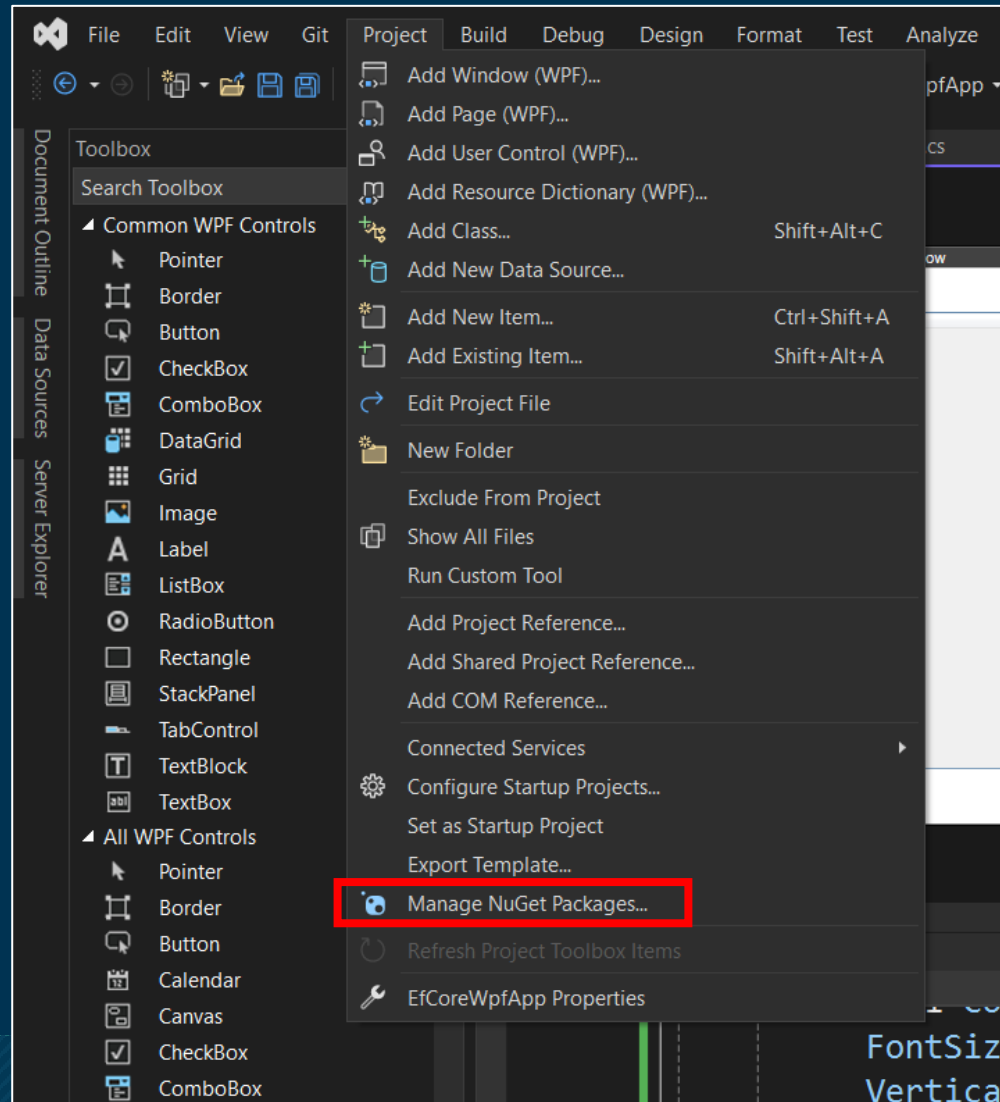 File Edit View Git Project Build Debug Design Format Test Analyze
pfApp
Document Outline
Data Sources
Server Explorer
Toolbox
Search Toolbox
Common WPF Controls
Pointer
Border
Button
CheckBox
ComboBox
DataGrid
Grid
Image
Label
ListBox
RadioButton
Rectangle
StackPanel
TabControl
TextBlock
TextBox
All WPF Controls
Pointer
Border
Button
Calendar
Canvas
CheckBox
ComboBox
Add Window (WPF)...
Add Page (WPF)...
Add User Control (WPF)...
Add Resource Dictionary (WPF)...
Add Class... Shift+Alt+C
Add New Data Source...
Add New Item... Ctrl+Shift+A
Add Existing Item... Shift+Alt+A
Edit Project File
New Folder
Exclude From Project
Show All Files
Run Custom Tool
Add Project Reference...
Add Shared Project Reference...
Add COM Reference...
Connected Services
Configure Startup Projects...
Set as Startup Project
Export Template...
Manage NuGet Packages...
Refresh Project Toolbox Items
EfCoreWpfApp Properties
cs
ow
FontSiz
Vertica